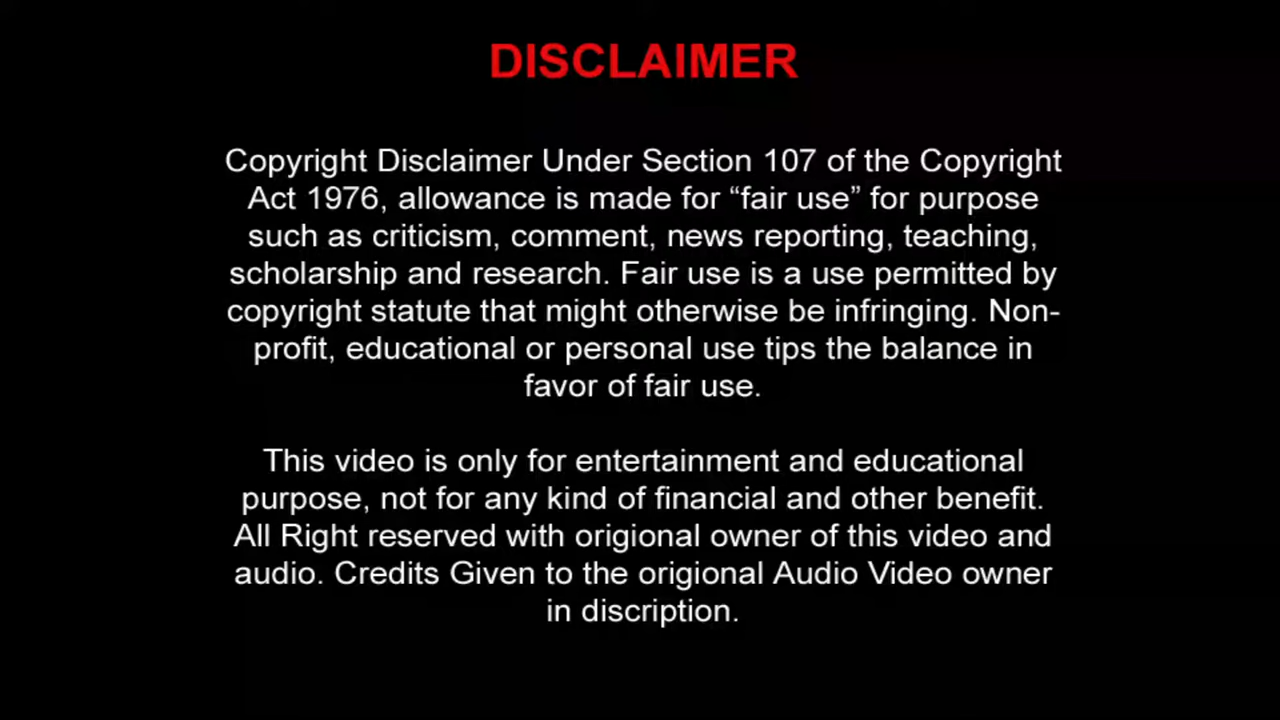 DISCLAIMER
Copyright Disclaimer Under Section 107 of the Copyright
Act 1976, allowance is made for “fair use” for purpose
such as criticism, comment, news reporting, teaching,
scholarship and research. Fair use is a use permitted by
copyright statute that might otherwise be infringing. Non-
profit, educational or personal use tips the balance in
favor of fair use.
This video is only for entertainment and educational
purpose, not for any kind of financial and other benefit.
All Right reserved with origional owner of this video and
audio. Credits Given to the origional Audio Video owner
in discription.